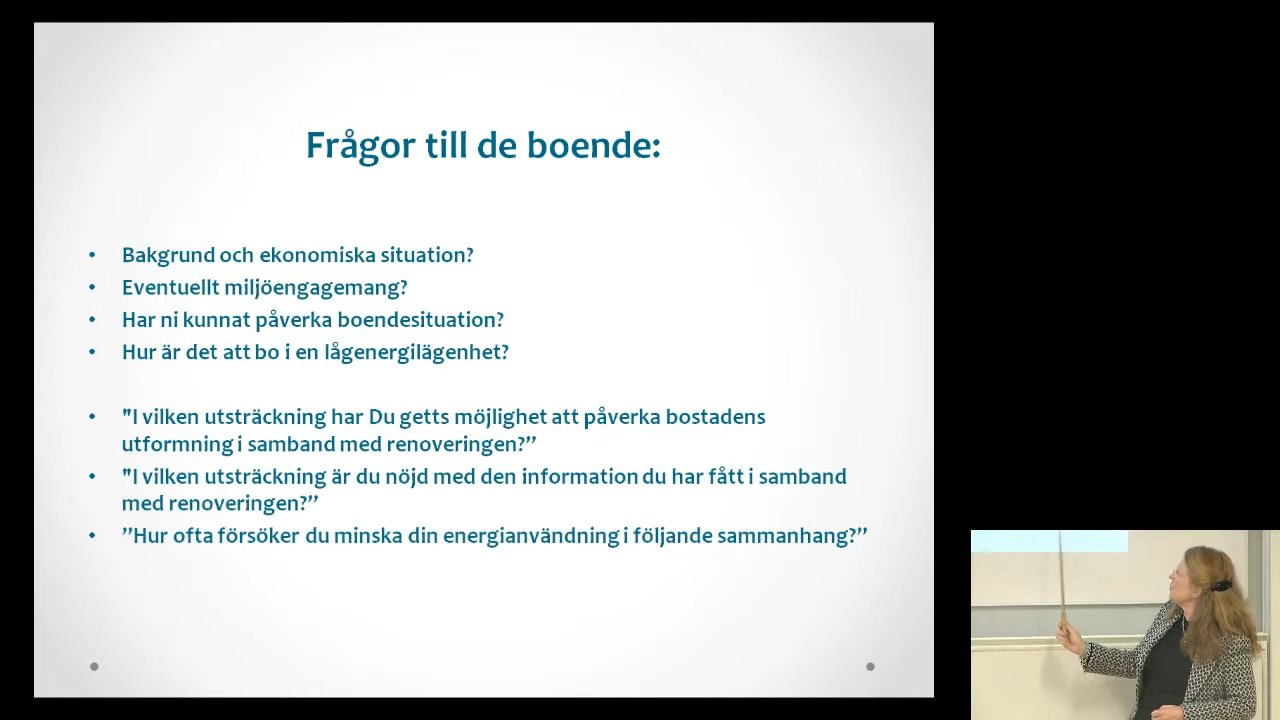 Frågor till de boende:
• Bakgrund och ekonomiska situation?
• Eventuellt miljöengagemang?
• Har ni kunnat påverka boendesituation?
• Hur är det att bo i en lågenergilägenhet?
• "I vilken utsträckning har Du getts möjlighet att påverka bostadens
utformning i samband med renoveringen?”
• "I vilken utsträckning är du nöjd med den information du har fått i samband
med renoveringen?”
• ”Hur ofta försöker du minska din energianvändning i följande sammanhang?”